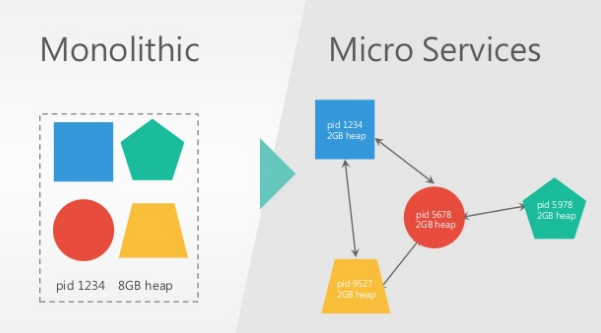 Monolithic
Micro Services
pid 1234 8GB heap
pid 1234
2GB heap
pid 5678
2GB heap
pid 5978
2GB heap
pid 9527
2GB heap